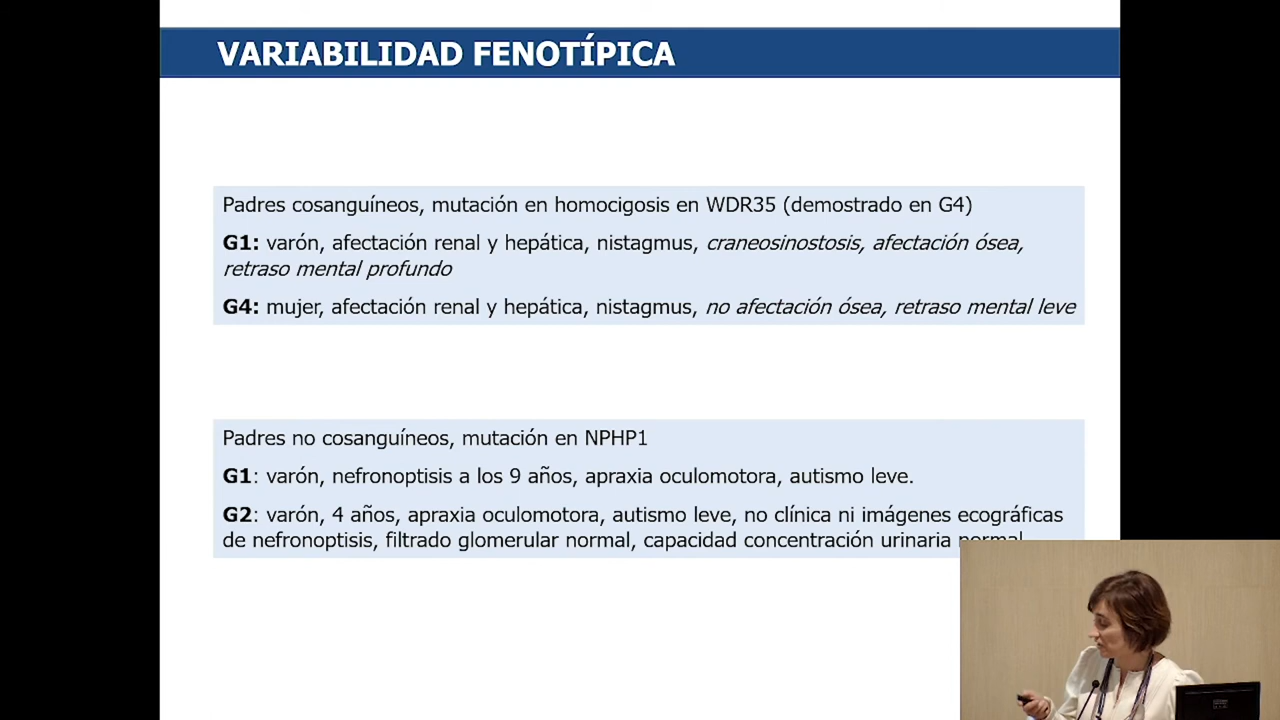 VARIABILIDAD FENOTÍPICA
Padres cosanguíneos, mutación en homocigosis en WDR35 (demostrado en G4)
G1: varón, afectación renal y hepática, nistagmus, craneosinostosis, afectación ósea,
retraso mental profundo
G4: mujer, afectación renal y hepática, nistagmus, no afectación ósea, retraso mental leve
Padres no cosanguíneos, mutación en NPHP1
G1: varón, nefronoptisis a los 9 años, apraxia oculomotora, autismo leve.
G2: varón, 4 años, apraxia oculomotora, autismo leve, no clínica ni imágenes ecográficas
de nefronoptisis, filtrado glomerular normal, capacidad concentración urinaria normal